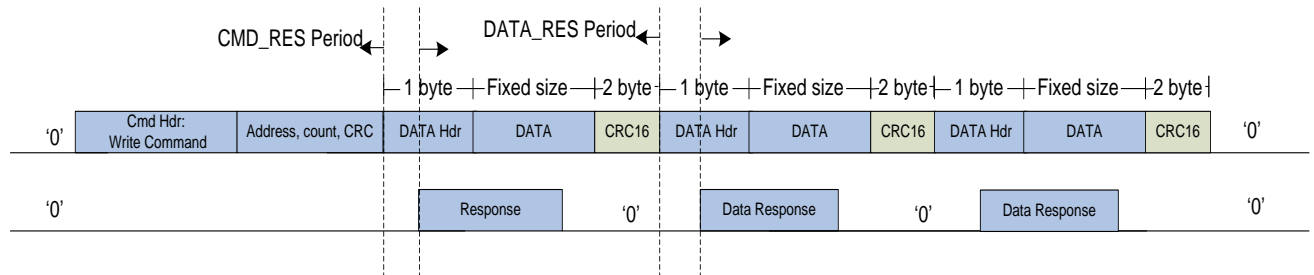 CMD_RES Period DATA_RES Period
1 byte Fixed size 2 byte 1 byte Fixed size 2 byte 1 byte Fixed size 2 byte
‘0’ Cmd Hdr: Write Command Address, count, CRC DATA Hdr DATA CRC16 DATA Hdr DATA CRC16 DATA Hdr DATA CRC16 ‘0’
‘0’ Response ‘0’ Data Response ‘0’ Data Response ‘0’